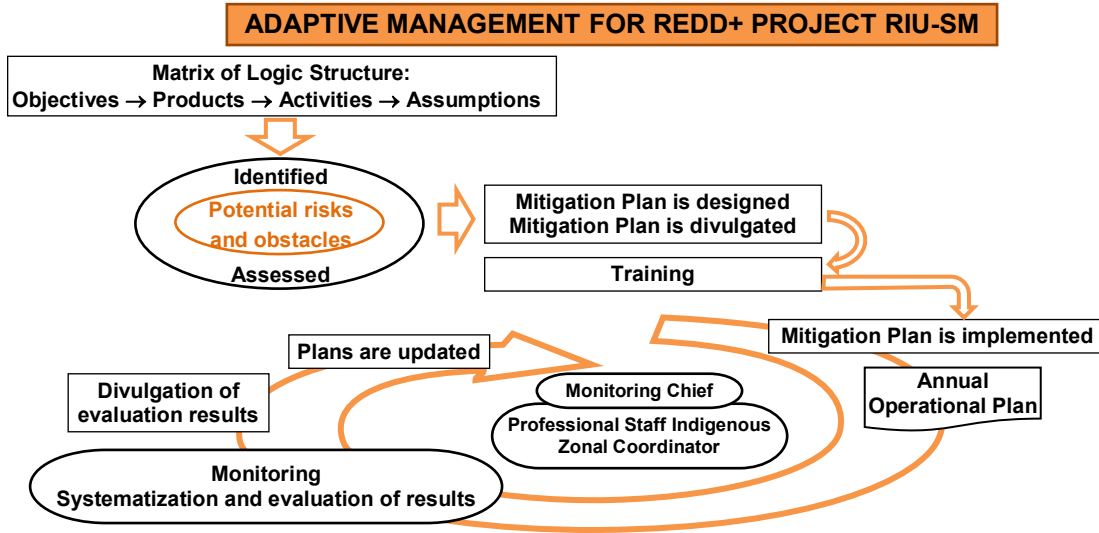 ADAPTIVE MANAGEMENT FOR REDD+ PROJECT RIU-SM
Matrix of Logic Structure:
Objectives → Products → Activities → Assumptions
Identified
Potential risks
and obstacles
Assessed
Mitigation Plan is designed
Mitigation Plan is divulgated
Training
Mitigation Plan is implemented
Plans are updated
Annual
Operational Plan
Divulgation of
evaluation results
Monitoring Chief
Professional Staff Indigenous
Zonal Coordinator
Monitoring
Systematization and evaluation of results